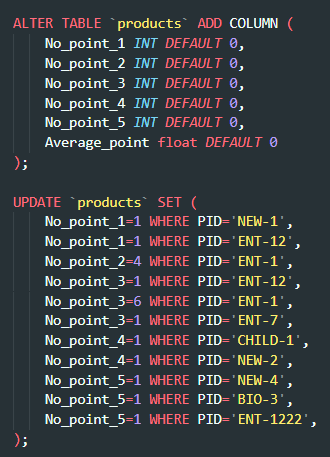 ALTER TABLE `products` ADD COLUMN (
    No_point_1 INT DEFAULT 0,
    No_point_2 INT DEFAULT 0,
    No_point_3 INT DEFAULT 0,
    No_point_4 INT DEFAULT 0,
    No_point_5 INT DEFAULT 0,
    Average_point float DEFAULT 0
);

UPDATE `products` SET (
    No_point_1=1 WHERE PID='NEW-1',
    No_point_1=1 WHERE PID='ENT-12',
    No_point_2=4 WHERE PID='ENT-1',
    No_point_3=1 WHERE PID='ENT-12',
    No_point_3=6 WHERE PID='ENT-1',
    No_point_3=1 WHERE PID='ENT-7',
    No_point_4=1 WHERE PID='CHILD-1',
    No_point_4=1 WHERE PID='NEW-2',
    No_point_5=1 WHERE PID='NEW-4',
    No_point_5=1 WHERE PID='BIO-3',
    No_point_5=1 WHERE PID='ENT-1222',
);